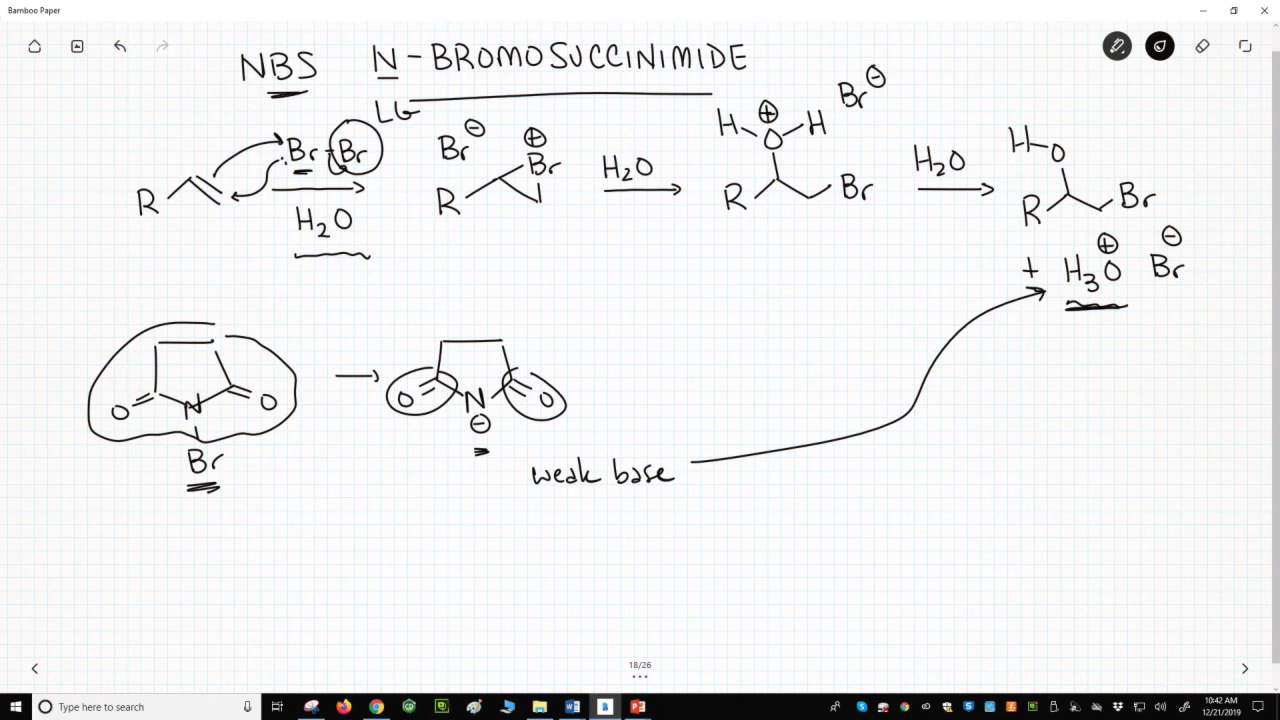 Bamboo Paper
NBS N-BROMOSUCCINIMIDE
LG
R Br-Br H₂O
Br⊖ R Br⊕ H₂O
H-O⊕-H Br⊖ R Br H₂O
H-O R Br
+ H₃O⊕ Br⊖
O N O Br
O N⊖ O
weak base
18/26
Type here to search
10:42 AM
12/21/2019